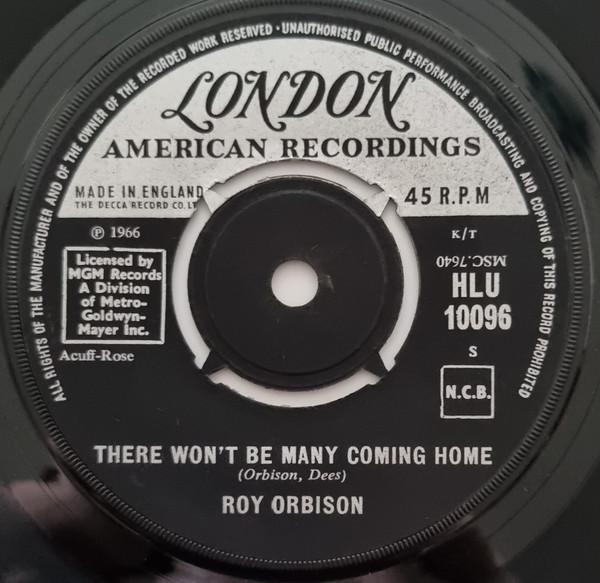 ALL RIGHTS OF THE MANUFACTURER AND OF THE OWNER OF THE RECORDED WORK RESERVED · UNAUTHORISED PUBLIC PERFORMANCE BROADCASTING AND COPYING OF THIS RECORD PROHIBITED
LONDON
AMERICAN RECORDINGS
MADE IN ENGLAND
THE DECCA RECORD CO. LT
45 R.P.M
℗ 1966
K/T
Licensed by
MGM Records
A Division
of Metro-
Goldwyn-
Mayer Inc.
MSC.7640
HLU
10096
Acuff-Rose
S
N.C.B.
THERE WON'T BE MANY COMING HOME
(Orbison, Dees)
ROY ORBISON